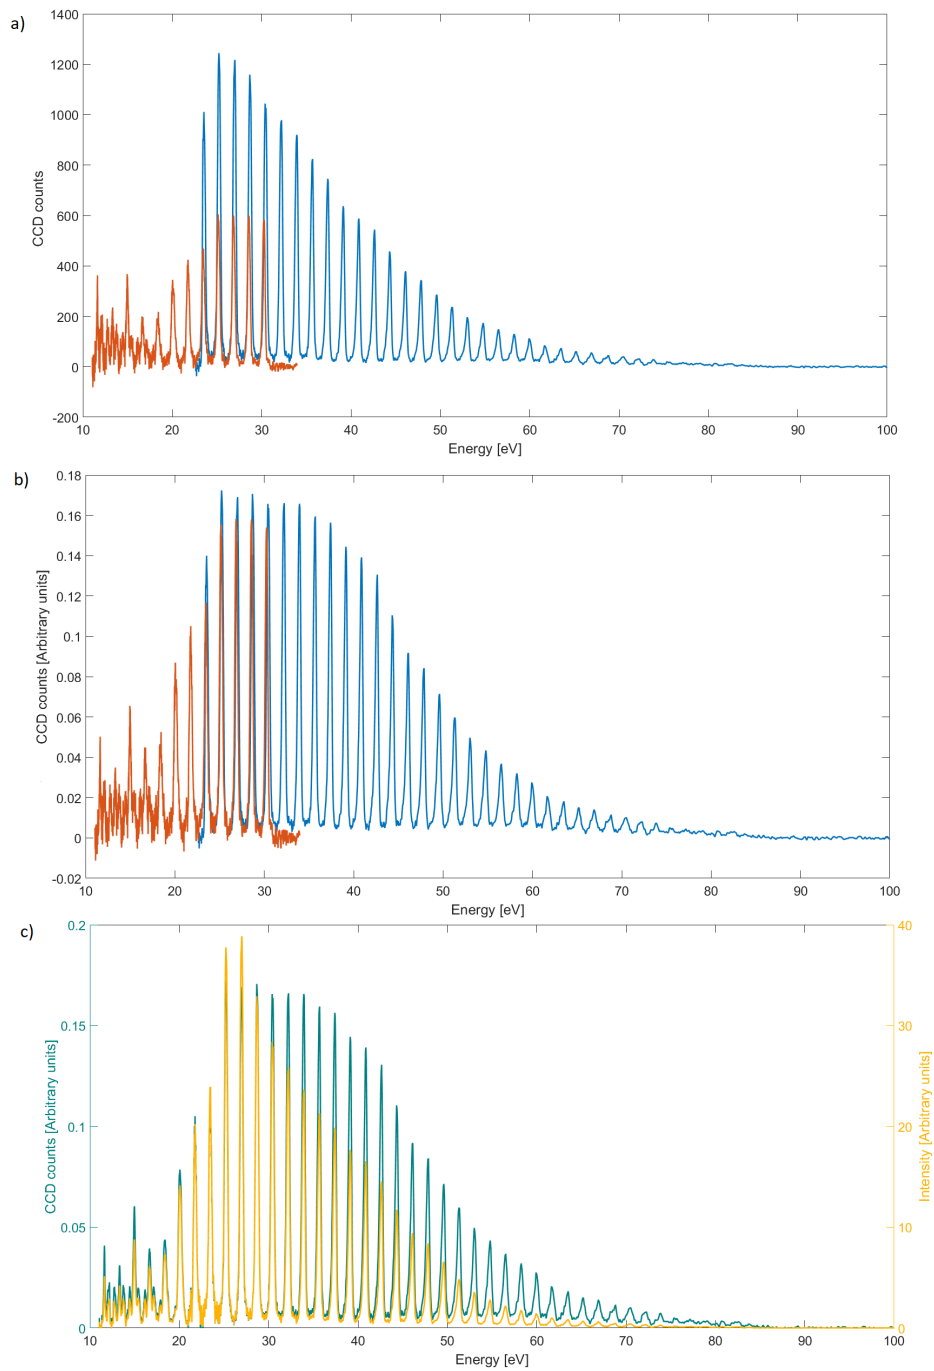 a)
1400
1200
1000
800
600
400
200
0
-200
CCD counts
10 20 30 40 50 60 70 80 90 100
Energy [eV]
b)
0.18
0.16
0.14
0.12
0.1
0.08
0.06
0.04
0.02
0
-0.02
CCD counts [Arbitrary units]
10 20 30 40 50 60 70 80 90 100
Energy [eV]
c)
0.2 40
0.15 30
0.1 20
0.05 10
0 0
CCD counts [Arbitrary units]
Intensity [Arbitrary units]
10 20 30 40 50 60 70 80 90 100
Energy [eV]